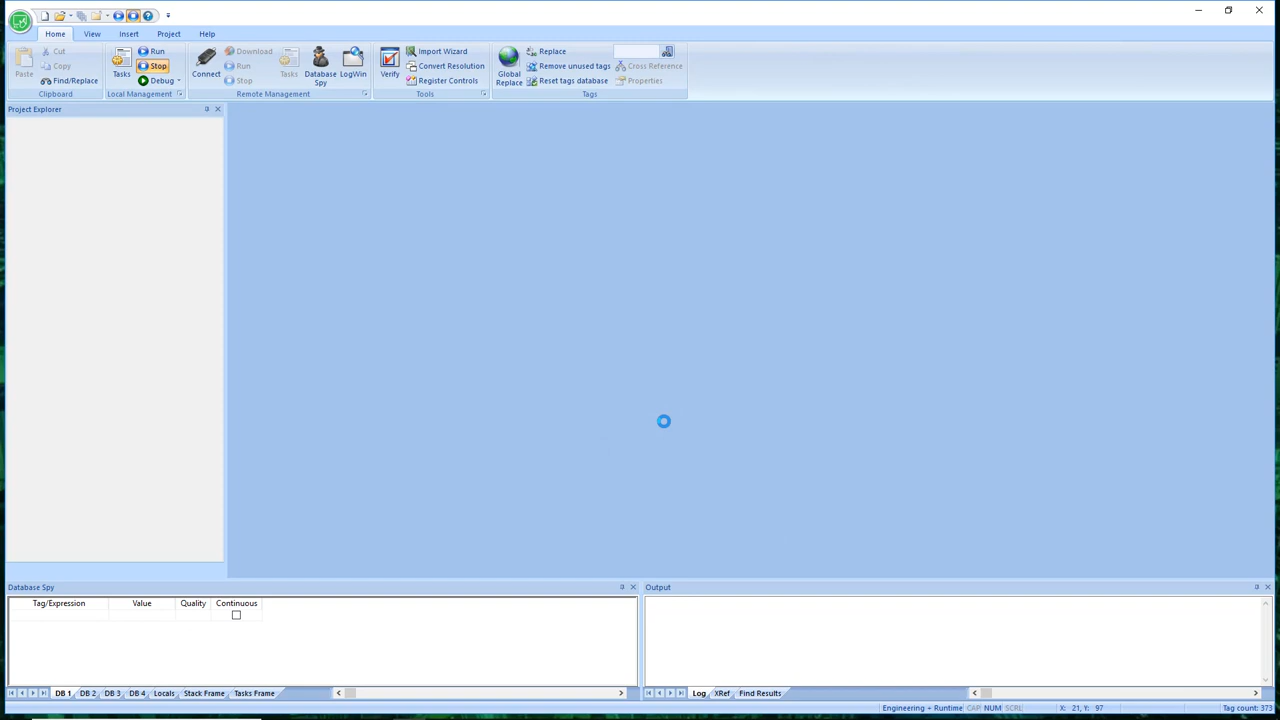 Home View Insert Project Help
Paste Cut Copy Find/Replace
Clipboard
Tasks Run Stop Debug
Local Management
Connect Download Run Stop Tasks Database Spy LogWin
Remote Management
Verify Import Wizard Convert Resolution Register Controls
Tools
Global Replace Replace Remove unused tags Reset tags database Cross Reference Properties
Tags
Project Explorer
Database Spy
Tag/Expression Value Quality Continuous
DB 1 DB 2 DB 3 DB 4 Locals Stack Frame Tasks Frame
Output
Log XRef Find Results
Engineering + Runtime CAP NUM SCRL X: 21, Y: 97 Tag count: 373